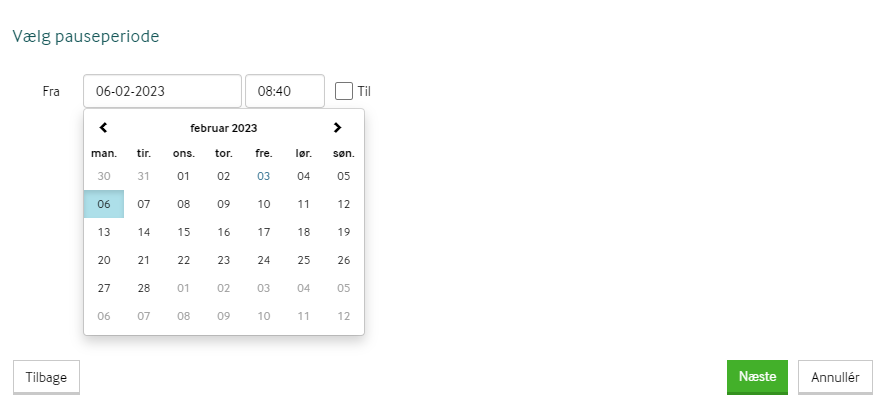 Vælg pauseperiode
Fra 06-02-2023 08:40 Til
februar 2023
man. tir. ons. tor. fre. lør. søn.
30 31 01 02 03 04 05
06 07 08 09 10 11 12
13 14 15 16 17 18 19
20 21 22 23 24 25 26
27 28 01 02 03 04 05
06 07 08 09 10 11 12
Tilbage Næste Annullér